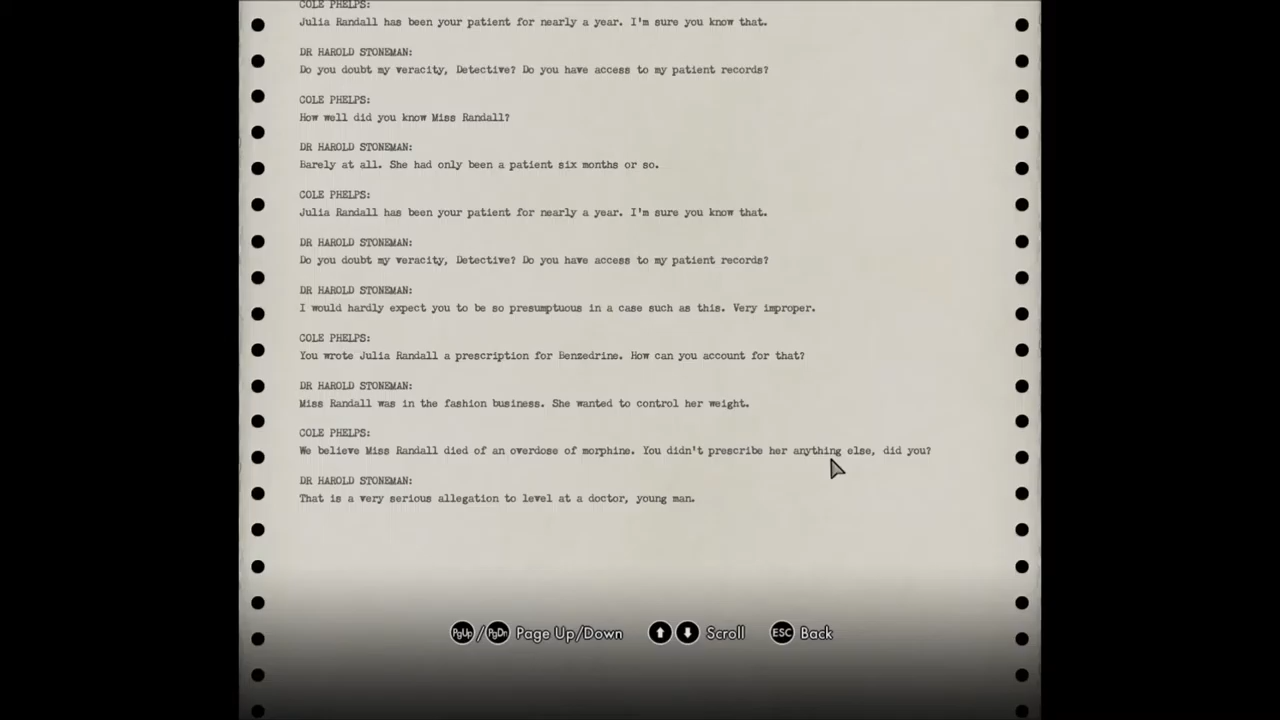 COLE PHELPS:
Julia Randall has been your patient for nearly a year. I'm sure you know that.
DR HAROLD STONEMAN:
Do you doubt my veracity, Detective? Do you have access to my patient records?
COLE PHELPS:
How well did you know Miss Randall?
DR HAROLD STONEMAN:
Barely at all. She had only been a patient six months or so.
COLE PHELPS:
Julia Randall has been your patient for nearly a year. I'm sure you know that.
DR HAROLD STONEMAN:
Do you doubt my veracity, Detective? Do you have access to my patient records?
DR HAROLD STONEMAN:
I would hardly expect you to be so presumptuous in a case such as this. Very improper.
COLE PHELPS:
You wrote Julia Randall a prescription for Benzedrine. How can you account for that?
DR HAROLD STONEMAN:
Miss Randall was in the fashion business. She wanted to control her weight.
COLE PHELPS:
We believe Miss Randall died of an overdose of morphine. You didn't prescribe her anything else, did you?
DR HAROLD STONEMAN:
That is a very serious allegation to level at a doctor, young man.
PgUp / PgDn Page Up/Down Scroll ESC Back